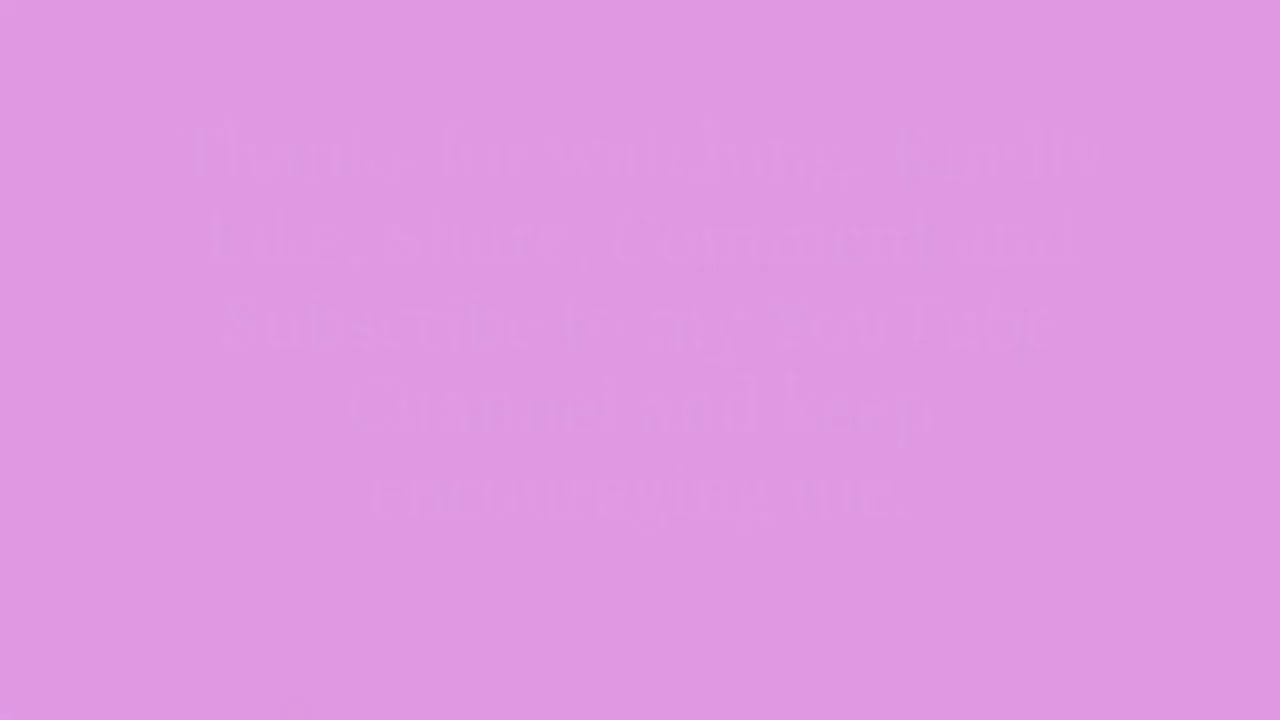 Thanks for watching. Kindly
Like, Share, Comment and
Subscribe to my YouTube
Channel and keep
encouraging me.